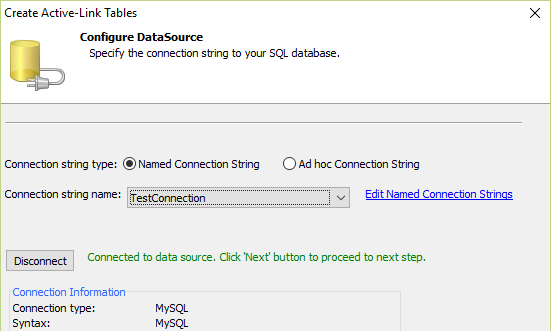 Create Active-Link Tables
Configure DataSource
Specify the connection string to your SQL database.
Connection string type: Named Connection String Ad hoc Connection String
Connection string name: TestConnection Edit Named Connection Strings
Disconnect Connected to data source. Click 'Next' button to proceed to next step.
Connection Information
Connection type: MySQL
Syntax: MySQL